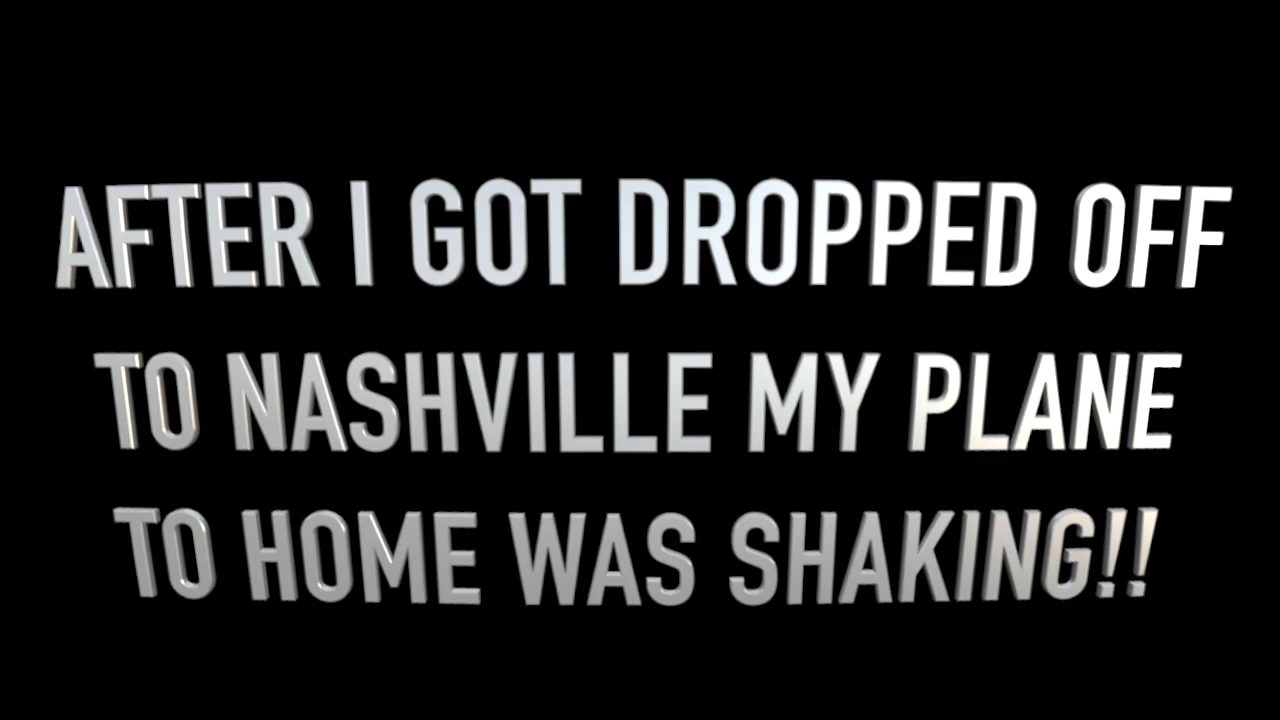 AFTER I GOT DROPPED OFF
TO NASHVILLE MY PLANE
TO HOME WAS SHAKING!!